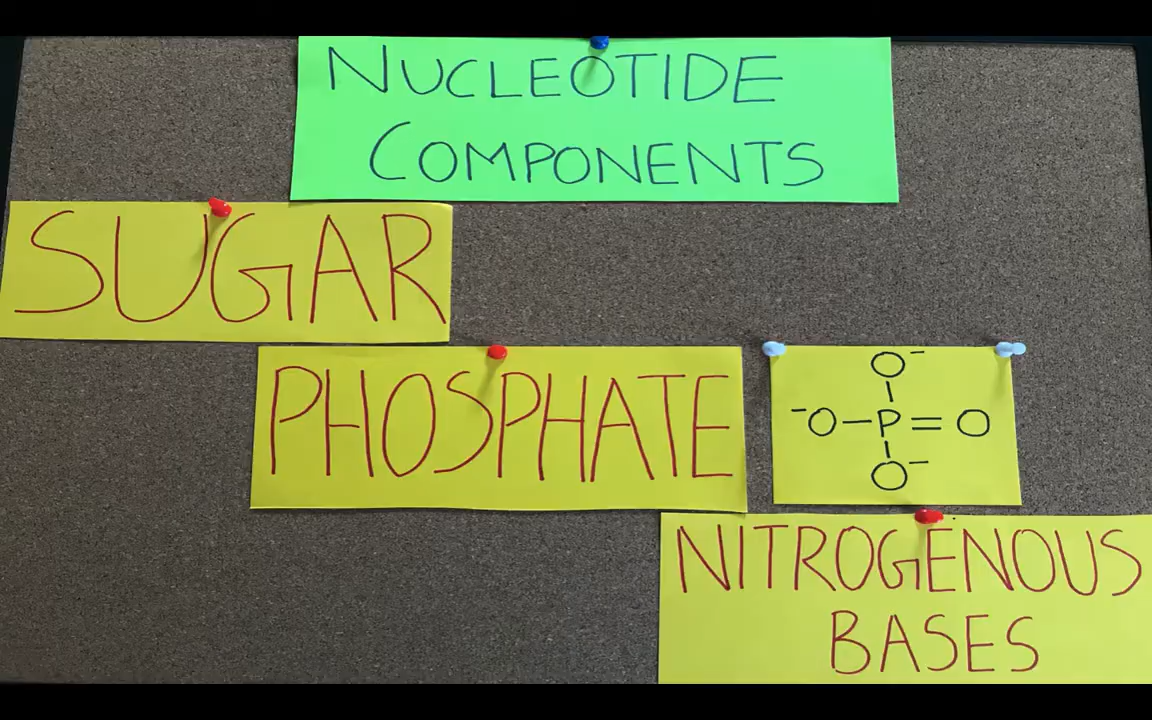 NUCLEOTIDE
COMPONENTS
SUGAR
PHOSPHATE
O⁻
⁻O–P=O
O⁻
NITROGENOUS
BASES